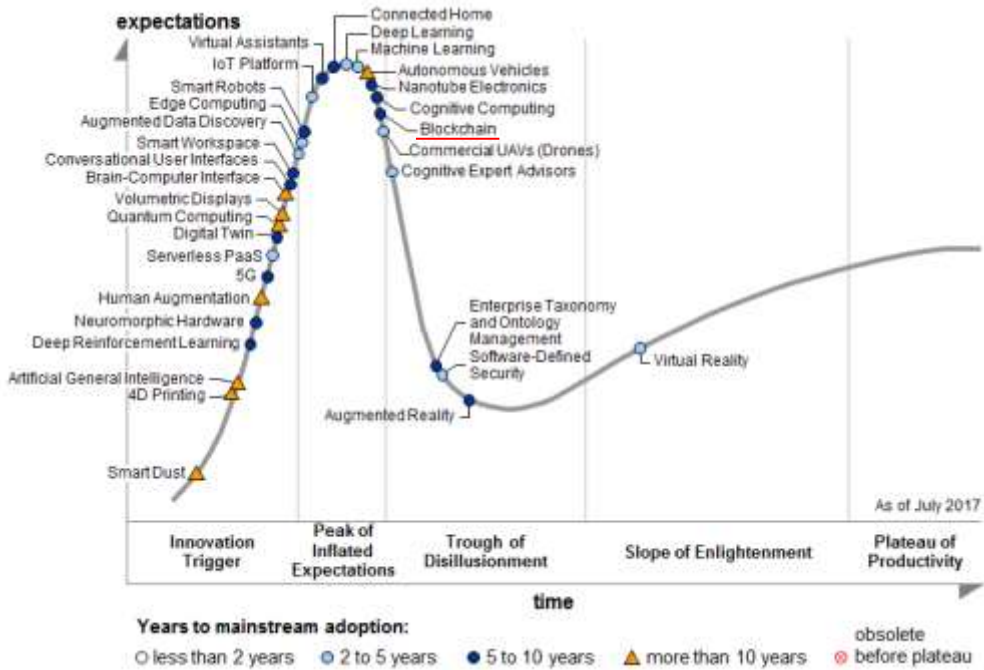 expectations
Connected Home
Deep Learning
Virtual Assistants
Machine Learning
IoT Platform
Autonomous Vehicles
Smart Robots
Nanotube Electronics
Edge Computing
Cognitive Computing
Augmented Data Discovery
Blockchain
Smart Workspace
Commercial UAVs (Drones)
Conversational User Interfaces
Cognitive Expert Advisors
Brain-Computer Interface
Volumetric Displays
Quantum Computing
Digital Twin
Serverless PaaS
5G
Human Augmentation
Neuromorphic Hardware
Deep Reinforcement Learning
Artificial General Intelligence
4D Printing
Smart Dust
Enterprise Taxonomy
and Ontology
Management
Software-Defined
Security
Augmented Reality
Virtual Reality
As of July 2017
Innovation
Trigger
Peak of
Inflated
Expectations
Trough of
Disillusionment
Slope of Enlightenment
Plateau of
Productivity
time
Years to mainstream adoption:
less than 2 years
2 to 5 years
5 to 10 years
more than 10 years
obsolete
before plateau